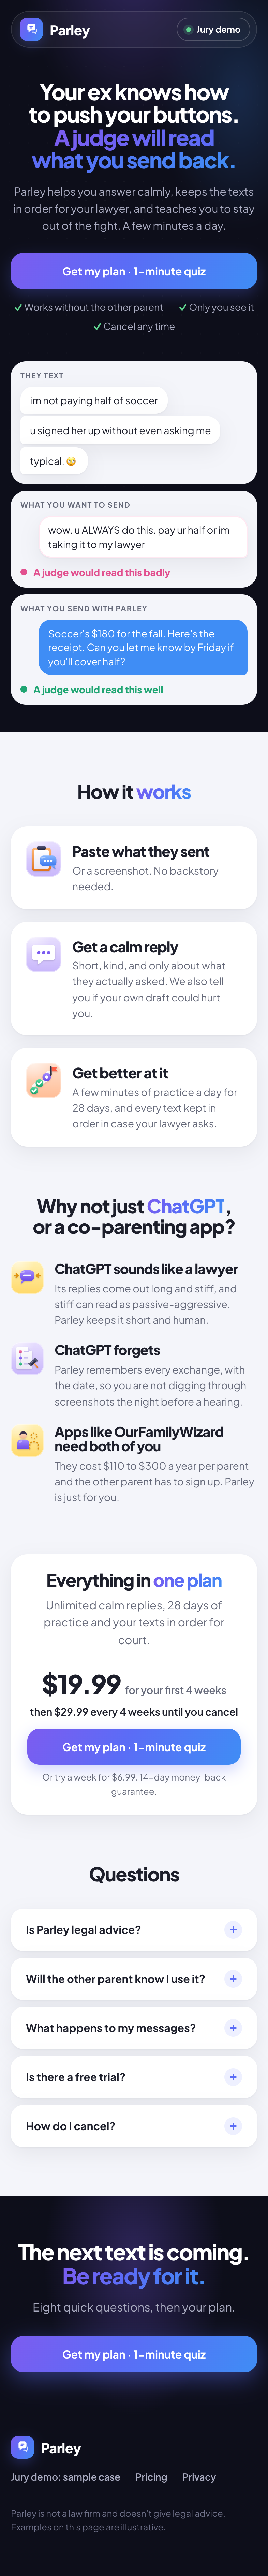 Parley
Jury demo
Your ex knows how
to push your buttons.
A judge will read
what you send back.
Parley helps you answer calmly, keeps the texts
in order for your lawyer, and teaches you to stay
out of the fight. A few minutes a day.
Get my plan · 1-minute quiz
Works without the other parent
Only you see it
Cancel any time
THEY TEXT
im not paying half of soccer
u signed her up without even asking me
typical. 🙄
WHAT YOU WANT TO SEND
wow. u ALWAYS do this. pay ur half or im
taking it to my lawyer
A judge would read this badly
WHAT YOU SEND WITH PARLEY
Soccer's $180 for the fall. Here's the
receipt. Can you let me know by Friday if
you'll cover half?
A judge would read this well
How it works
Paste what they sent
Or a screenshot. No backstory
needed.
Get a calm reply
Short, kind, and only about what
they actually asked. We also tell
you if your own draft could hurt
you.
Get better at it
A few minutes of practice a day for
28 days, and every text kept in
order in case your lawyer asks.
Why not just ChatGPT,
or a co-parenting app?
ChatGPT sounds like a lawyer
Its replies come out long and stiff, and
stiff can read as passive-aggressive.
Parley keeps it short and human.
ChatGPT forgets
Parley remembers every exchange, with
the date, so you are not digging through
screenshots the night before a hearing.
Apps like OurFamilyWizard
need both of you
They cost $110 to $300 a year per parent
and the other parent has to sign up. Parley
is just for you.
Everything in one plan
Unlimited calm replies, 28 days of
practice and your texts in order for
court.
$19.99 for your first 4 weeks
then $29.99 every 4 weeks until you cancel
Get my plan · 1-minute quiz
Or try a week for $6.99. 14-day money-back
guarantee.
Questions
Is Parley legal advice?
Will the other parent know I use it?
What happens to my messages?
Is there a free trial?
How do I cancel?
The next text is coming.
Be ready for it.
Eight quick questions, then your plan.
Get my plan · 1-minute quiz
Parley
Jury demo: sample case
Pricing
Privacy
Parley is not a law firm and doesn't give legal advice.
Examples on this page are illustrative.